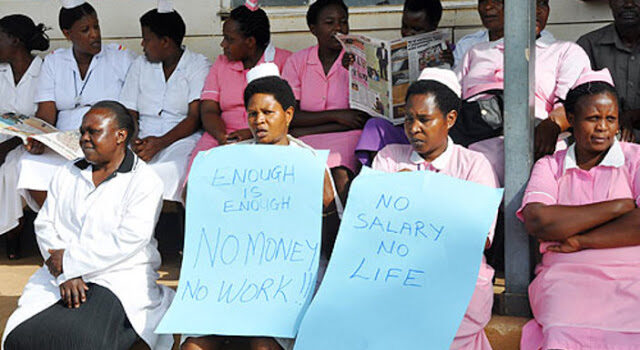 ENOUGH
IS
ENOUGH
NO MONEY
NO WORK!!!
NO
SALARY
NO
LIFE